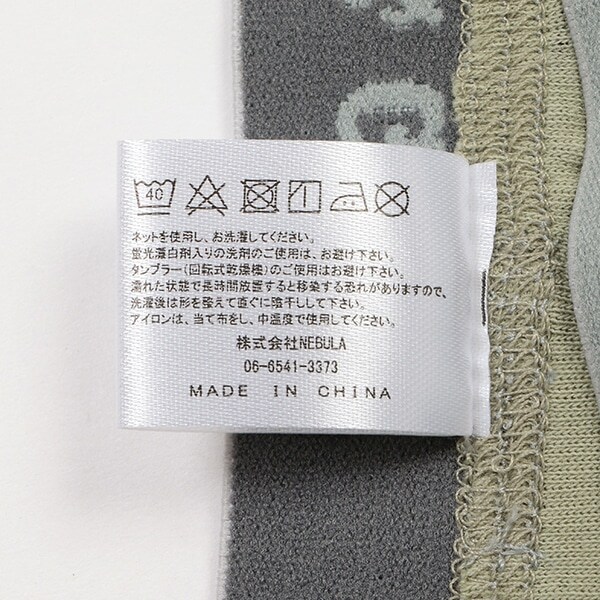 40
ネットを使用し、お洗濯してください。
蛍光漂白剤入りの洗剤のご使用は、お避け下さい。
タンブラー(回転式乾燥機)のご使用はお避け下さい。
濡れた状態で長時間放置すると移染する恐れがありますので、
洗濯後は形を整えて直ぐに陰干しして下さい。
アイロンは、当て布をし、中温度で使用してください。
株式会社NEBULA
06-6541-3373
MADE IN CHINA